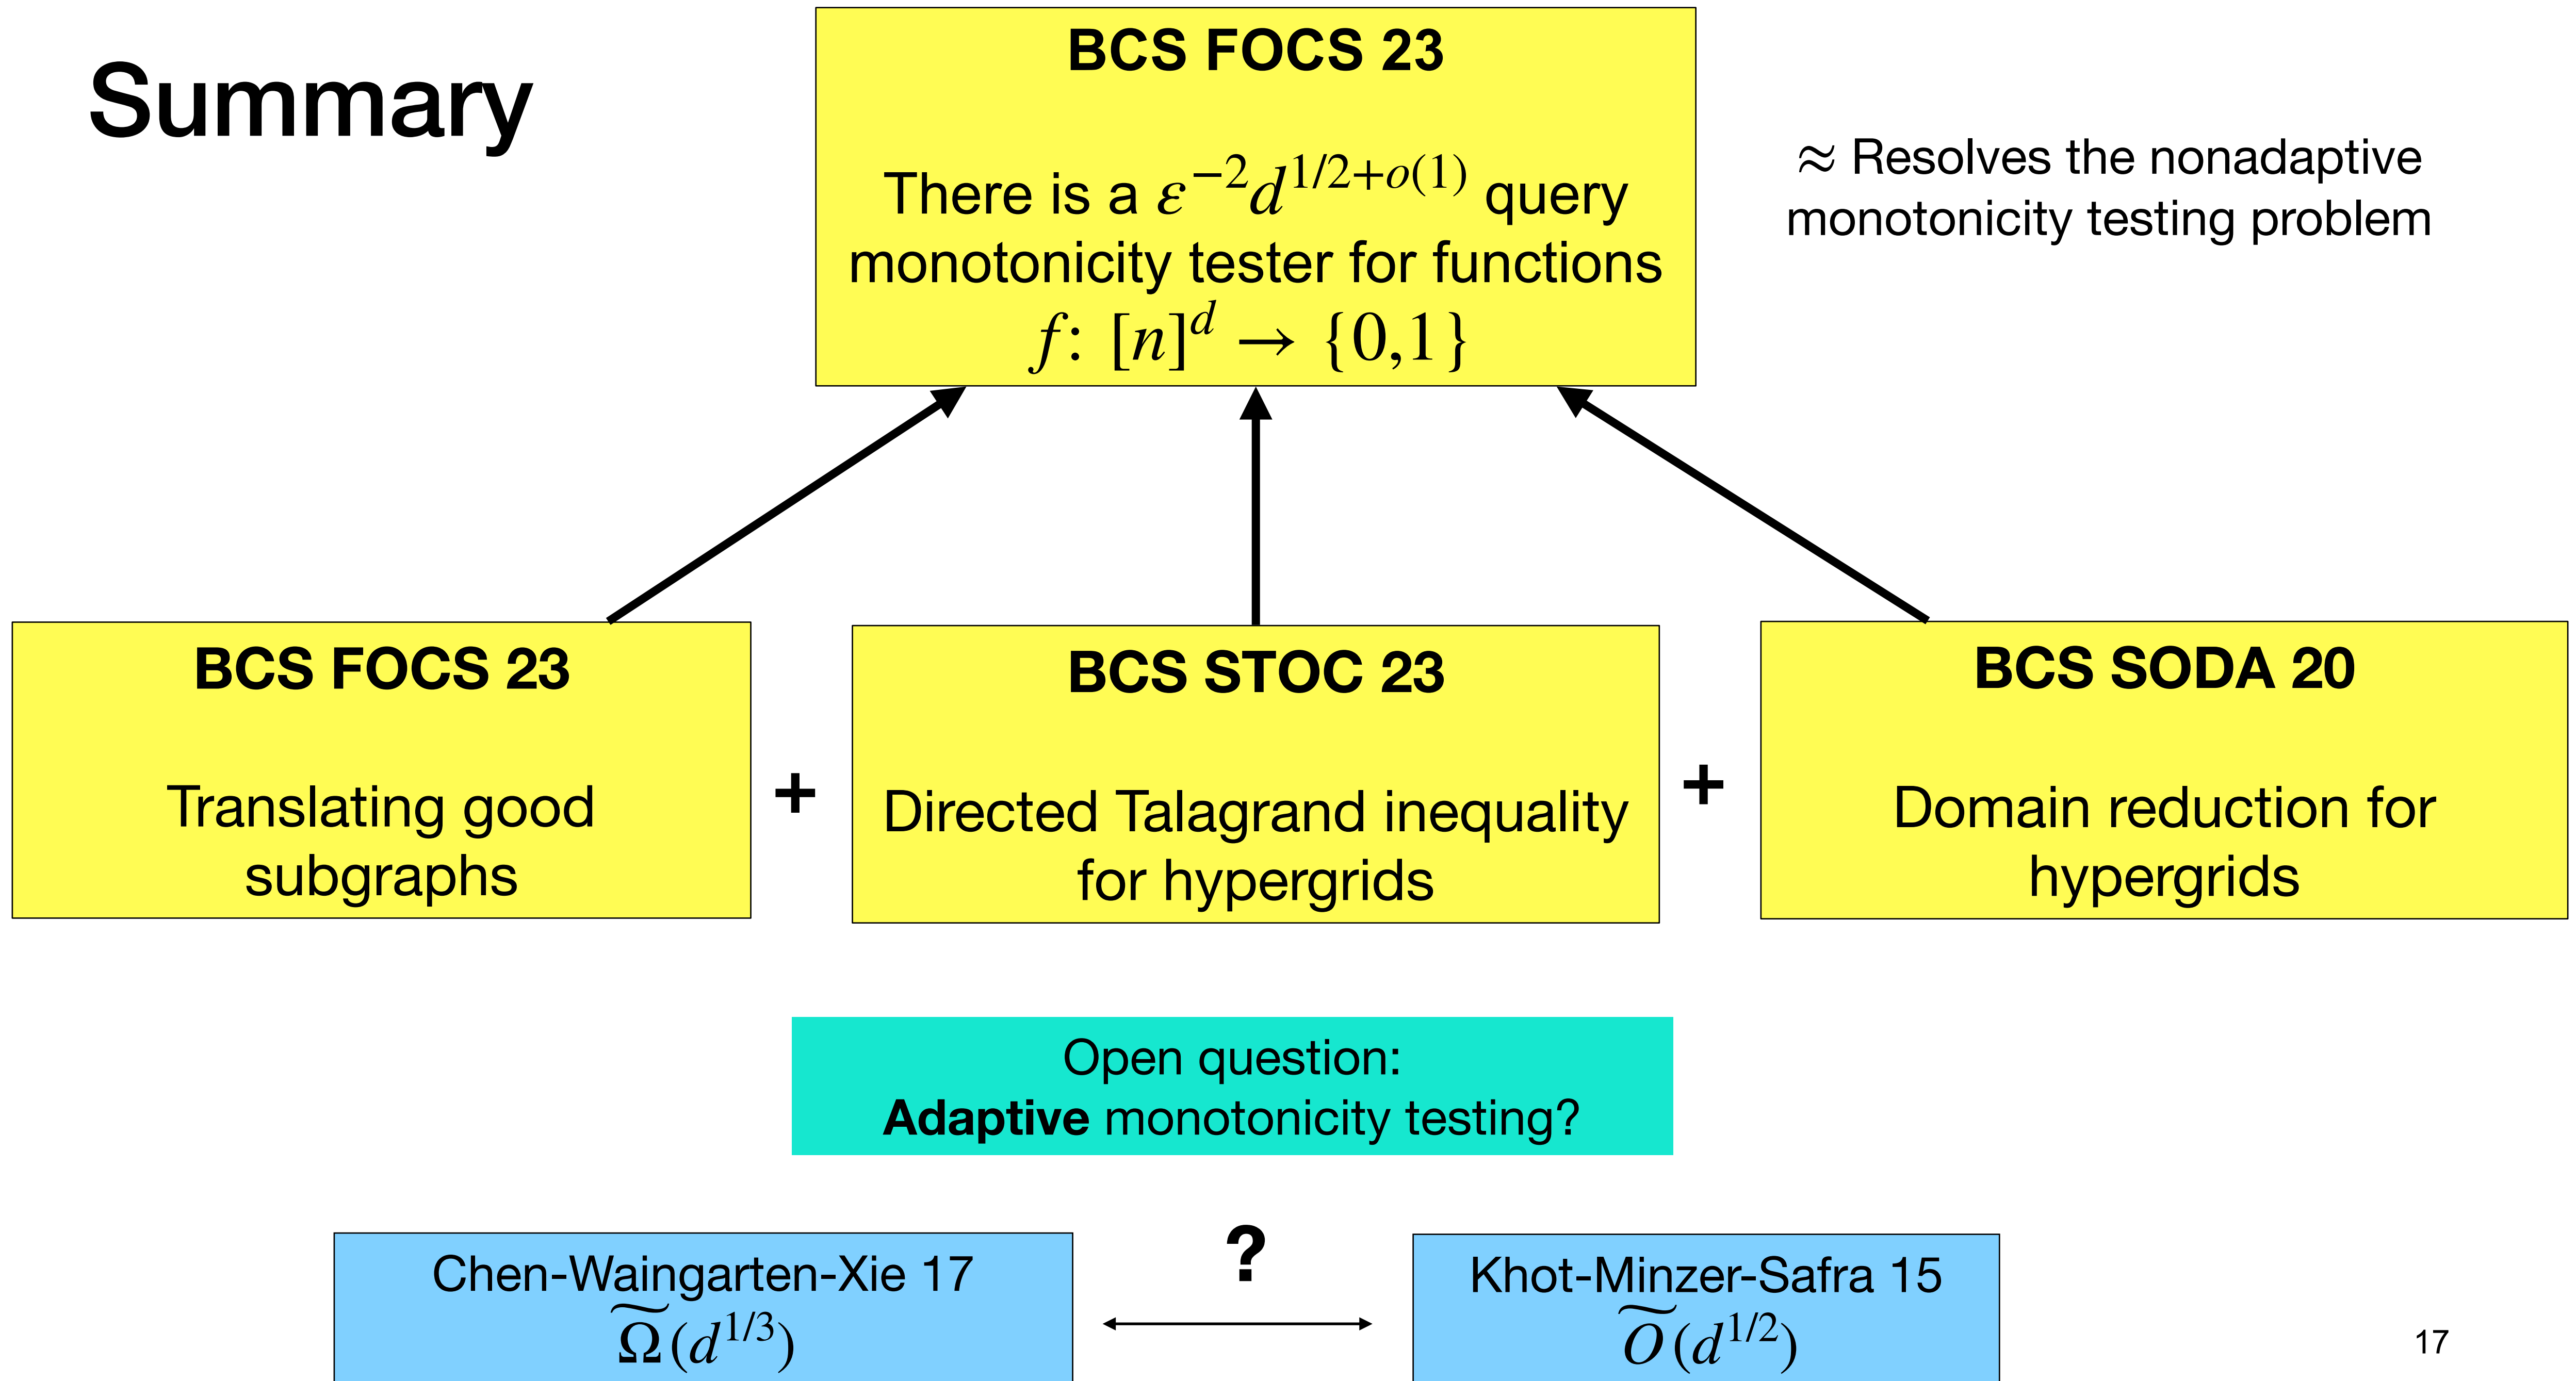 Summary
BCS FOCS 23
There is a ε⁻²d^{1/2+o(1)} query
monotonicity tester for functions
f: [n]^d → {0,1}
≈ Resolves the nonadaptive
monotonicity testing problem
BCS FOCS 23
Translating good
subgraphs
+
BCS STOC 23
Directed Talagrand inequality
for hypergrids
+
BCS SODA 20
Domain reduction for
hypergrids
Open question:
Adaptive monotonicity testing?
Chen-Waingarten-Xie 17
Ω̃(d^{1/3})
?
Khot-Minzer-Safra 15
Õ(d^{1/2})
17